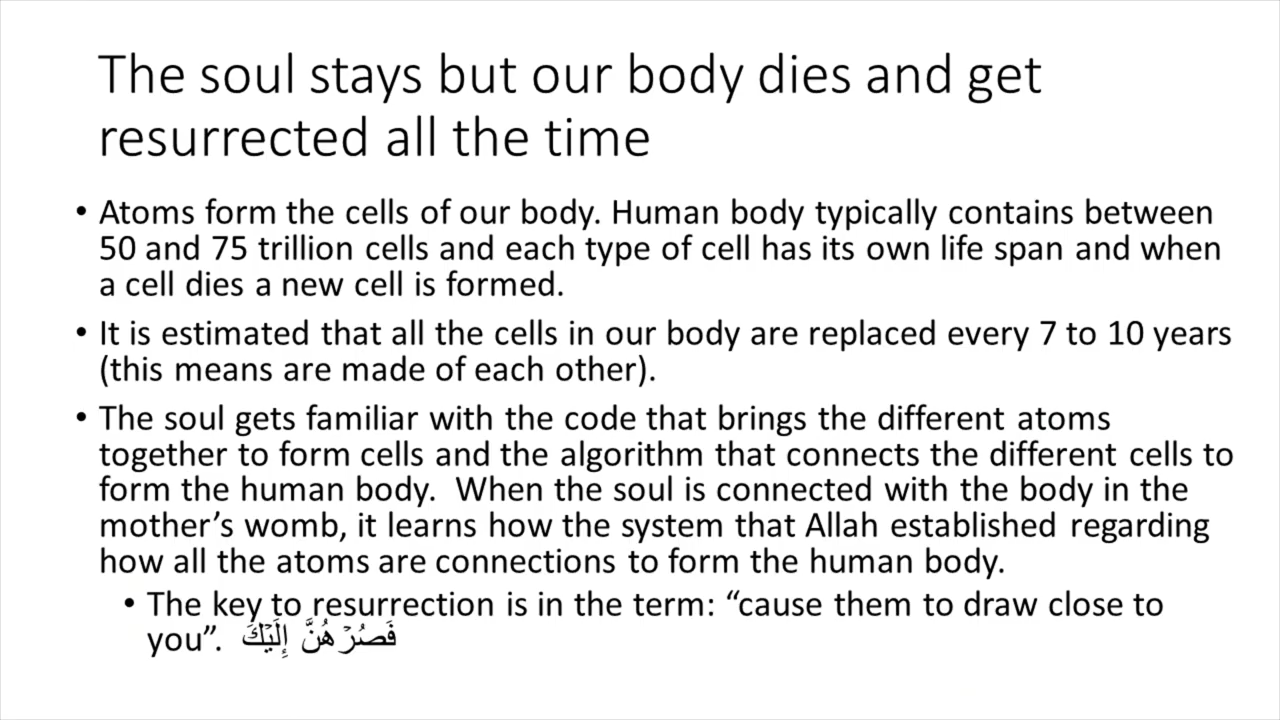 The soul stays but our body dies and get
resurrected all the time
• Atoms form the cells of our body. Human body typically contains between
50 and 75 trillion cells and each type of cell has its own life span and when
a cell dies a new cell is formed.
• It is estimated that all the cells in our body are replaced every 7 to 10 years
(this means are made of each other).
• The soul gets familiar with the code that brings the different atoms
together to form cells and the algorithm that connects the different cells to
form the human body.  When the soul is connected with the body in the
mother’s womb, it learns how the system that Allah established regarding
how all the atoms are connections to form the human body.
• The key to resurrection is in the term: “cause them to draw close to
you”.  فَصُرۡهُنَّ إِلَيۡكَ